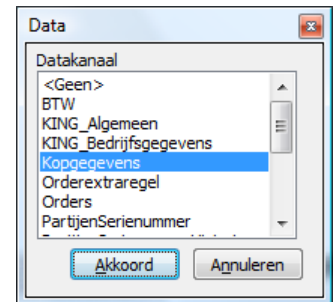 Data
Datakanaal
<Geen>
BTW
KING_Algemeen
KING_Bedrijfsgegevens
Kopgegevens
Orderextraregel
Orders
PartijenSerienummer
Akkoord
Annuleren